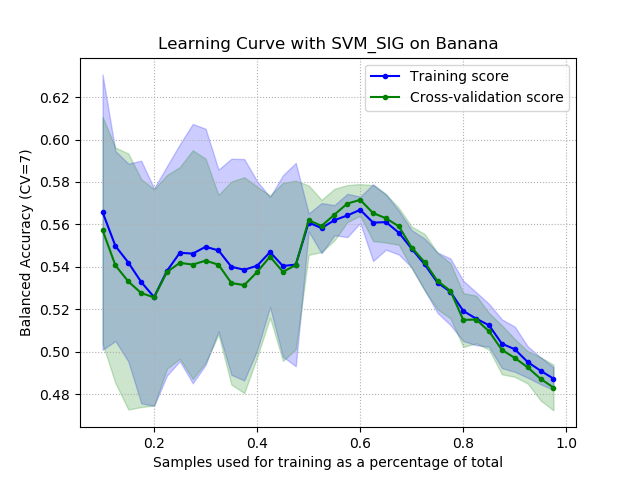 Learning Curve with SVM_SIG on Banana
Training score
Cross-validation score
Balanced Accuracy (CV=7)
0.62
0.60
0.58
0.56
0.54
0.52
0.50
0.48
0.2
0.4
0.6
0.8
1.0
Samples used for training as a percentage of total